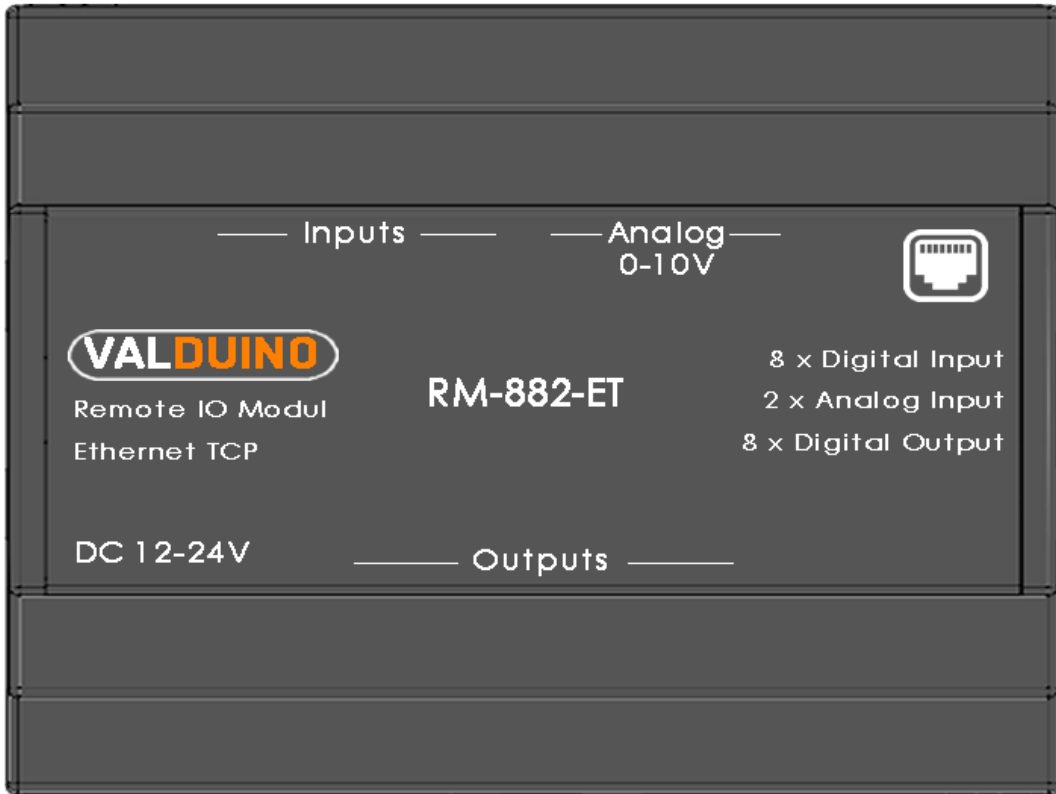 Inputs
Analog
0-10V
VALDUINO
Remote IO Modul
Ethernet TCP
RM-882-ET
8 x Digital Input
2 x Analog Input
8 x Digital Output
DC 12-24V
Outputs